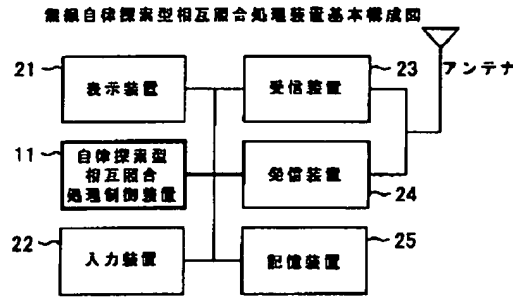 無線自律探索型相互照合処理装置基本構成図
21
表示装置
受信装置
23
アンテナ
11
自律探索型
相互照合
処理制御装置
発信装置
24
22
入力装置
記憶装置
25